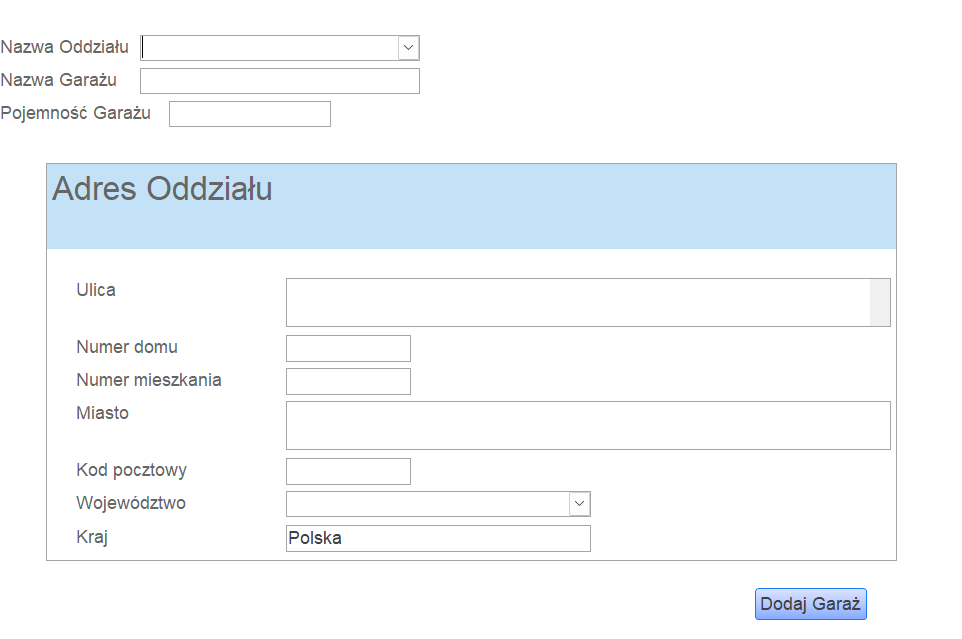 Nazwa Oddziału
Nazwa Garażu
Pojemność Garażu
Adres Oddziału
Ulica
Numer domu
Numer mieszkania
Miasto
Kod pocztowy
Województwo
Kraj Polska
Dodaj Garaż